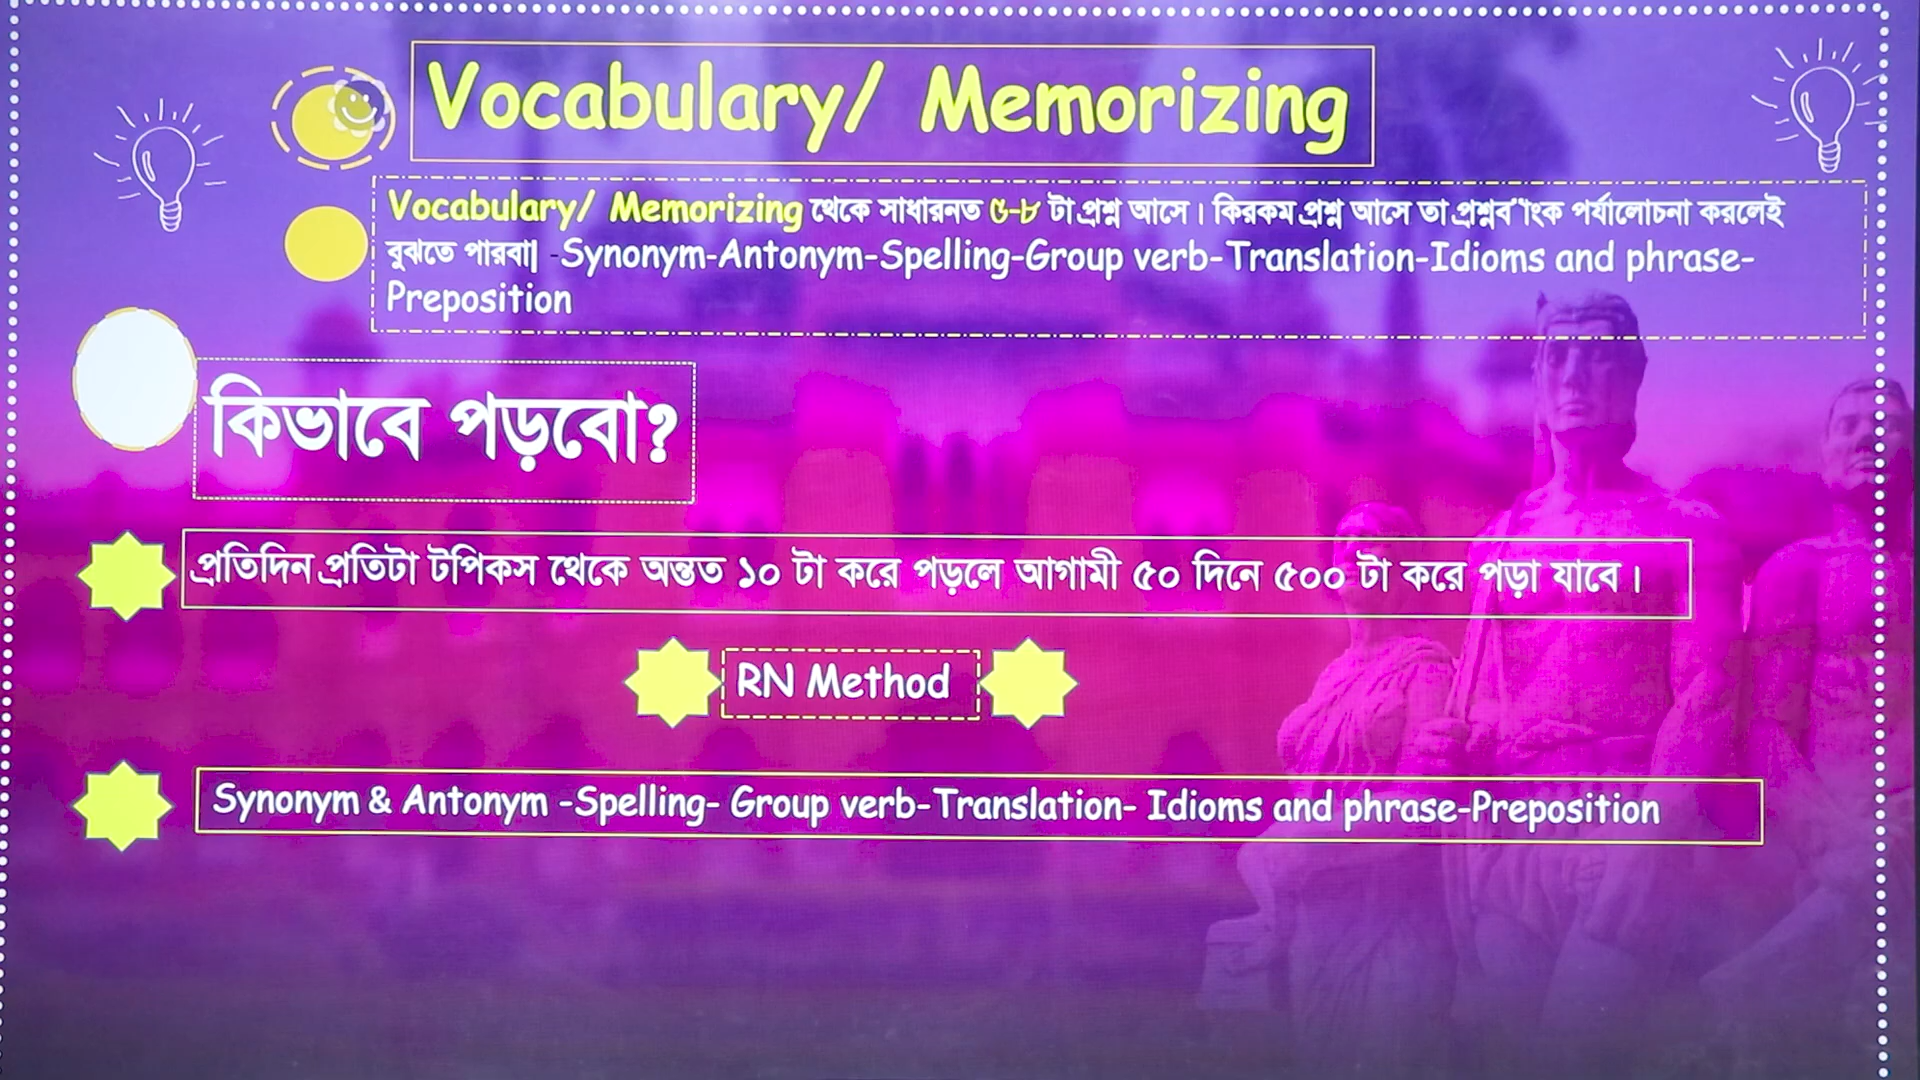 Vocabulary/ Memorizing
Vocabulary/ Memorizing থেকে সাধারনত ৫-৮ টা প্রশ্ন আসে। কিরকম প্রশ্ন আসে তা প্রশ্নব্যাংক পর্যালোচনা করলেই
বুঝতে পারবা| -Synonym-Antonym-Spelling-Group verb-Translation-Idioms and phrase-
Preposition
কিভাবে পড়বো?
প্রতিদিন প্রতিটা টপিকস থেকে অন্তত ১০ টা করে পড়লে আগামী ৫০ দিনে ৫০০ টা করে পড়া যাবে।
RN Method
Synonym & Antonym -Spelling- Group verb-Translation- Idioms and phrase-Preposition